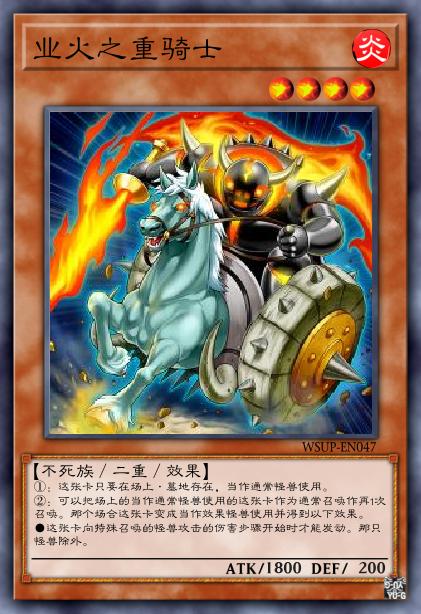 业火之重骑士
炎
WSUP-EN047
【不死族／二重／效果】
①：这张卡只要在场上·墓地存在，当作通常怪兽使用。
②：可以把场上的当作通常怪兽使用的这张卡作为通常召唤作再1次
召唤。那个场合这张卡变成当作效果怪兽使用并得到以下效果。
●这张卡向特殊召唤的怪兽攻击的伤害步骤开始时才能发动。那只
怪兽除外。
ATK/1800 DEF/ 200